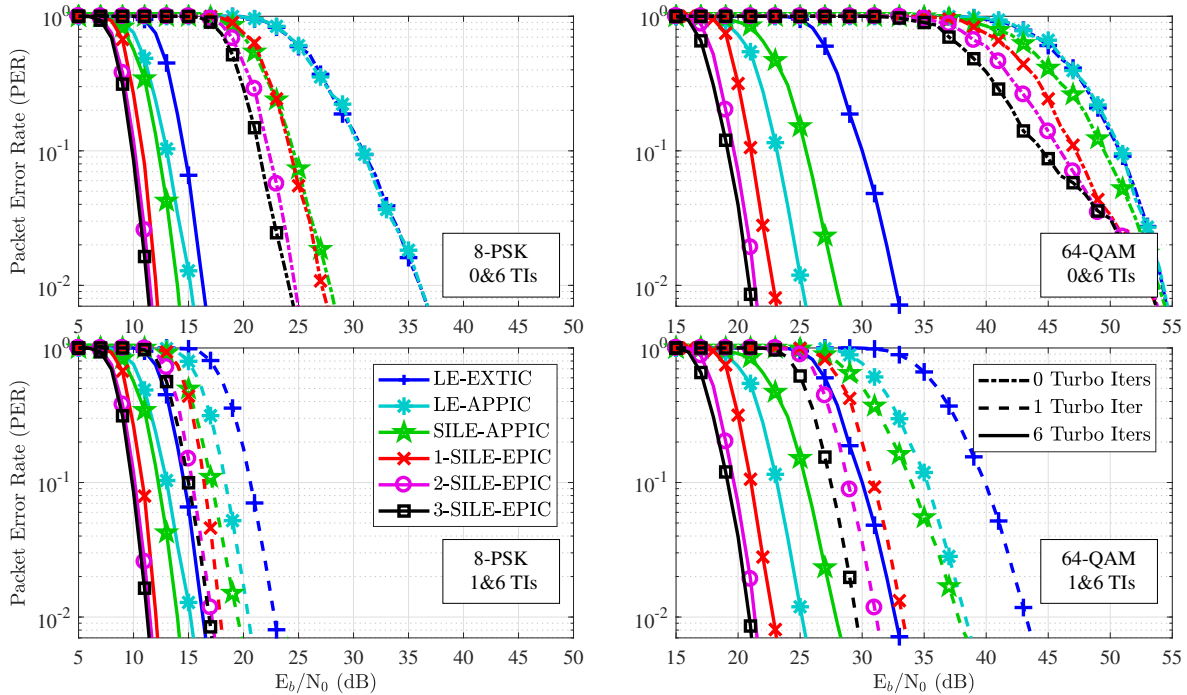 Packet Error Rate (PER)
10^0
10^-1
10^-2
5 10 15 20 25 30 35 40 45 50
8-PSK
0&6 TIs
10^0
10^-1
10^-2
15 20 25 30 35 40 45 50 55
64-QAM
0&6 TIs
Packet Error Rate (PER)
10^0
10^-1
10^-2
5 10 15 20 25 30 35 40 45 50
E_b/N_0 (dB)
LE-EXTIC
LE-APPIC
SILE-APPIC
1-SILE-EPIC
2-SILE-EPIC
3-SILE-EPIC
8-PSK
1&6 TIs
10^0
10^-1
10^-2
15 20 25 30 35 40 45 50 55
E_b/N_0 (dB)
0 Turbo Iters
1 Turbo Iter
6 Turbo Iters
64-QAM
1&6 TIs